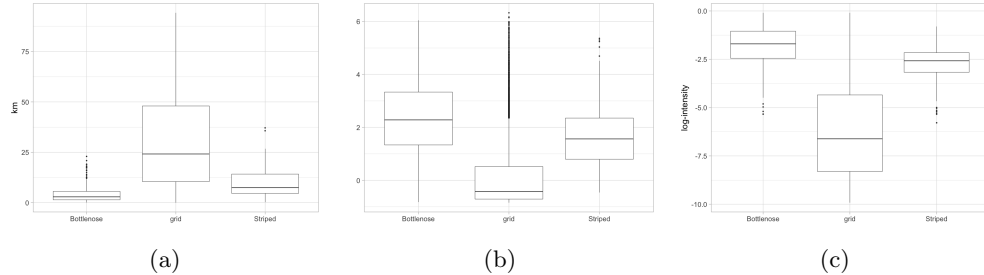 75
50
25
0
km
Bottlenose
grid
Striped
(a)
6
4
2
0
Bottlenose
grid
Striped
(b)
0.0
-2.5
-5.0
-7.5
-10.0
log-intensity
Bottlenose
grid
Striped
(c)